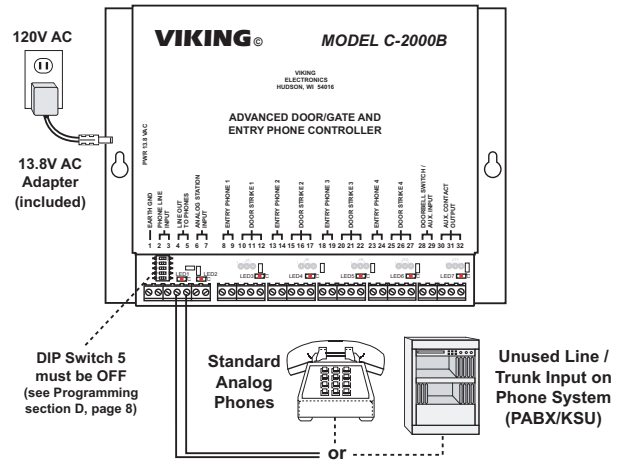 120V AC
VIKING©
MODEL C-2000B
VIKING
ELECTRONICS
HUDSON, WI 54016
ADVANCED DOOR/GATE AND
ENTRY PHONE CONTROLLER
13.8V AC
Adapter
(included)
PWR 13.8 VAC
EARTH GND
PHONE LINE
INPUT
LINE OUT
TO PHONES
ANALOG STATION
INPUT
ENTRY PHONE 1
DOOR STRIKE 1
ENTRY PHONE 2
DOOR STRIKE 2
ENTRY PHONE 3
DOOR STRIKE 3
ENTRY PHONE 4
DOOR STRIKE 4
DOORBELL SWITCH /
AUX. INPUT
AUX. CONTACT
OUTPUT
1 2 3 4 5 6 7 8 9 10 11 12 13 14 15 16 17 18 19 20 21 22 23 24 25 26 27 28 29 30 31 32
LED1 LED2 LED3 LED4 LED5 LED6 LED7
DIP Switch 5
must be OFF
(see Programming
section D, page 8)
Standard
Analog
Phones
Unused Line /
Trunk Input on
Phone System
(PABX/KSU)
or